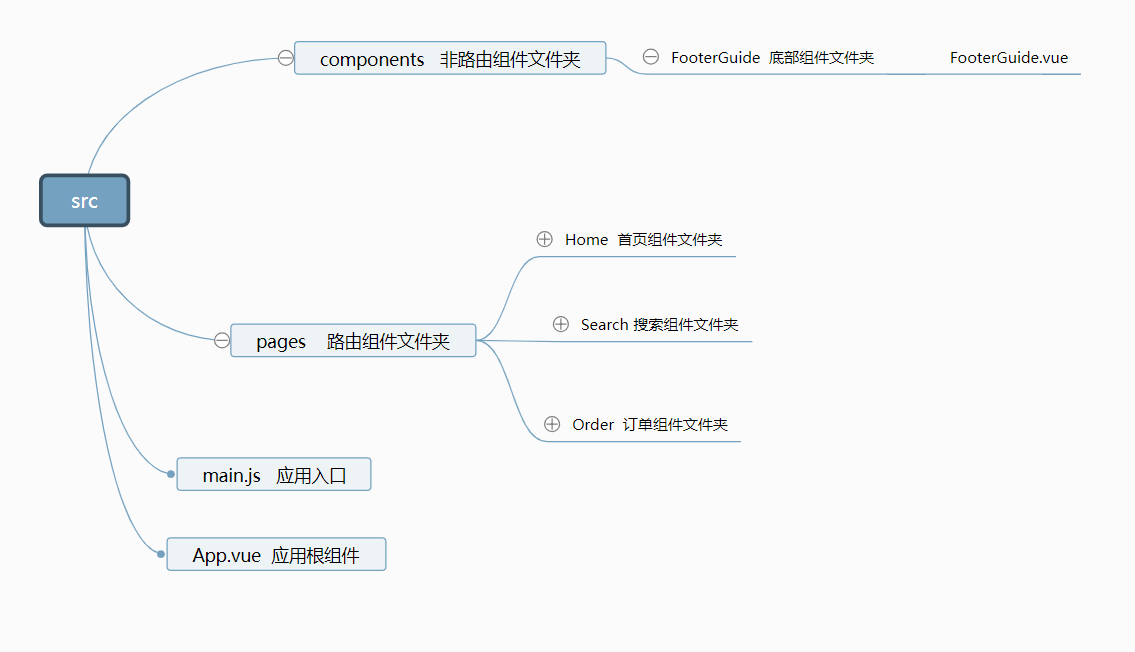 components 非路由组件文件夹
FooterGuide 底部组件文件夹
FooterGuide.vue
src
Home 首页组件文件夹
Search 搜索组件文件夹
pages 路由组件文件夹
Order 订单组件文件夹
main.js 应用入口
App.vue 应用根组件